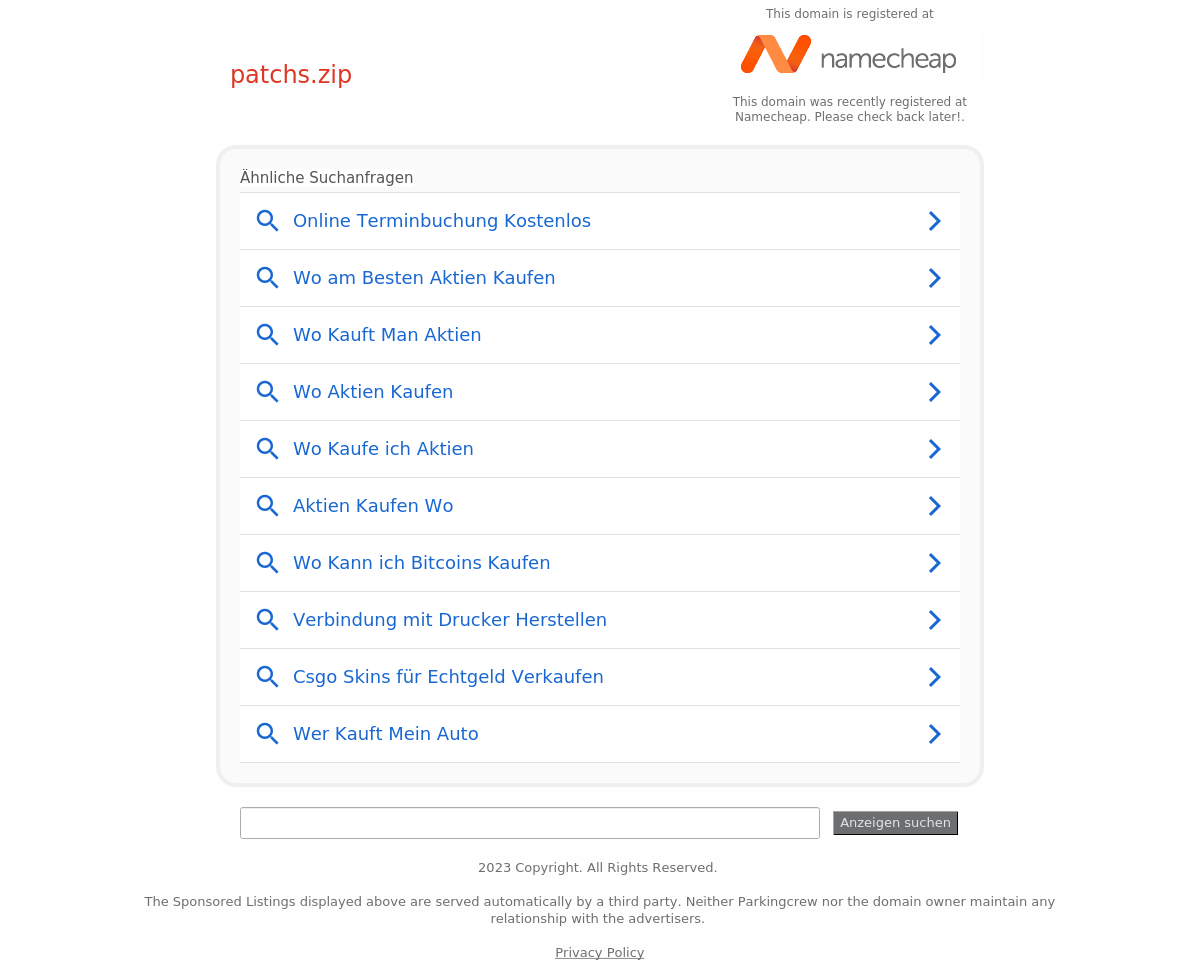 This domain is registered at
patchs.zip
namecheap
This domain was recently registered at
Namecheap. Please check back later!.
Ähnliche Suchanfragen
Online Terminbuchung Kostenlos
Wo am Besten Aktien Kaufen
Wo Kauft Man Aktien
Wo Aktien Kaufen
Wo Kaufe ich Aktien
Aktien Kaufen Wo
Wo Kann ich Bitcoins Kaufen
Verbindung mit Drucker Herstellen
Csgo Skins für Echtgeld Verkaufen
Wer Kauft Mein Auto
Anzeigen suchen
2023 Copyright. All Rights Reserved.
The Sponsored Listings displayed above are served automatically by a third party. Neither Parkingcrew nor the domain owner maintain any
relationship with the advertisers.
Privacy Policy